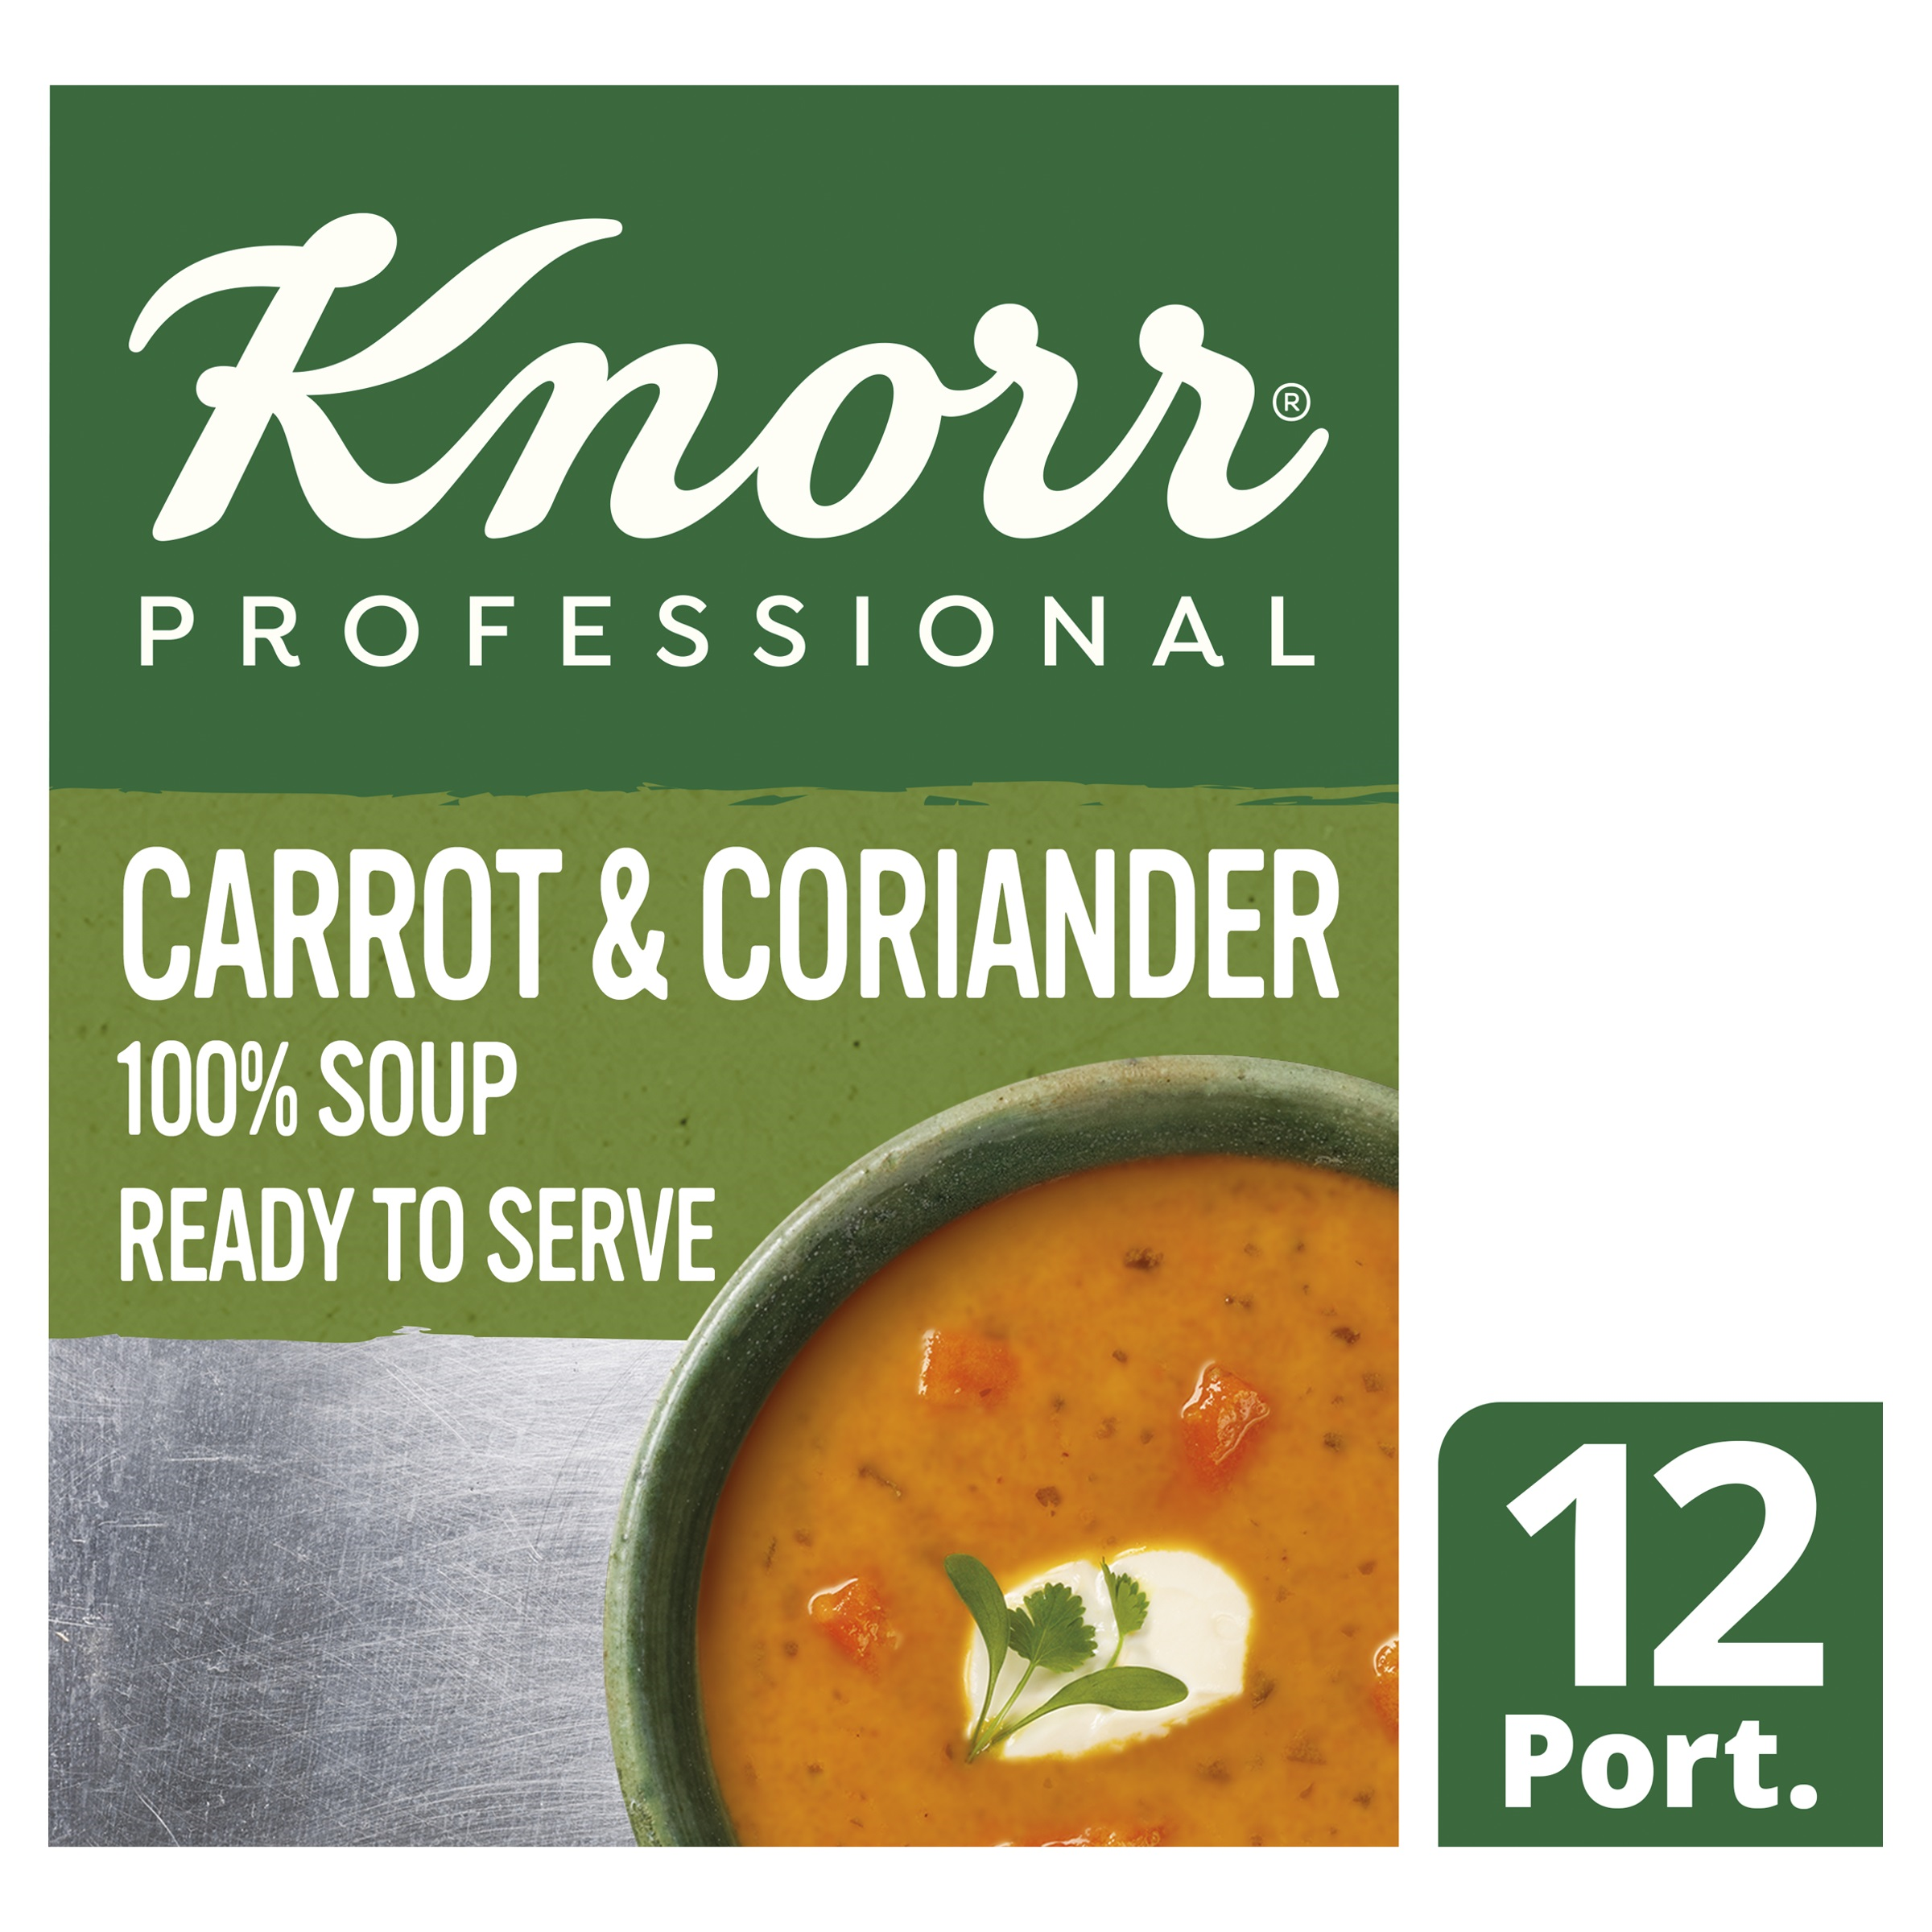 Knorr®
PROFESSIONAL
CARROT & CORIANDER
100% SOUP
READY TO SERVE
12
Port.